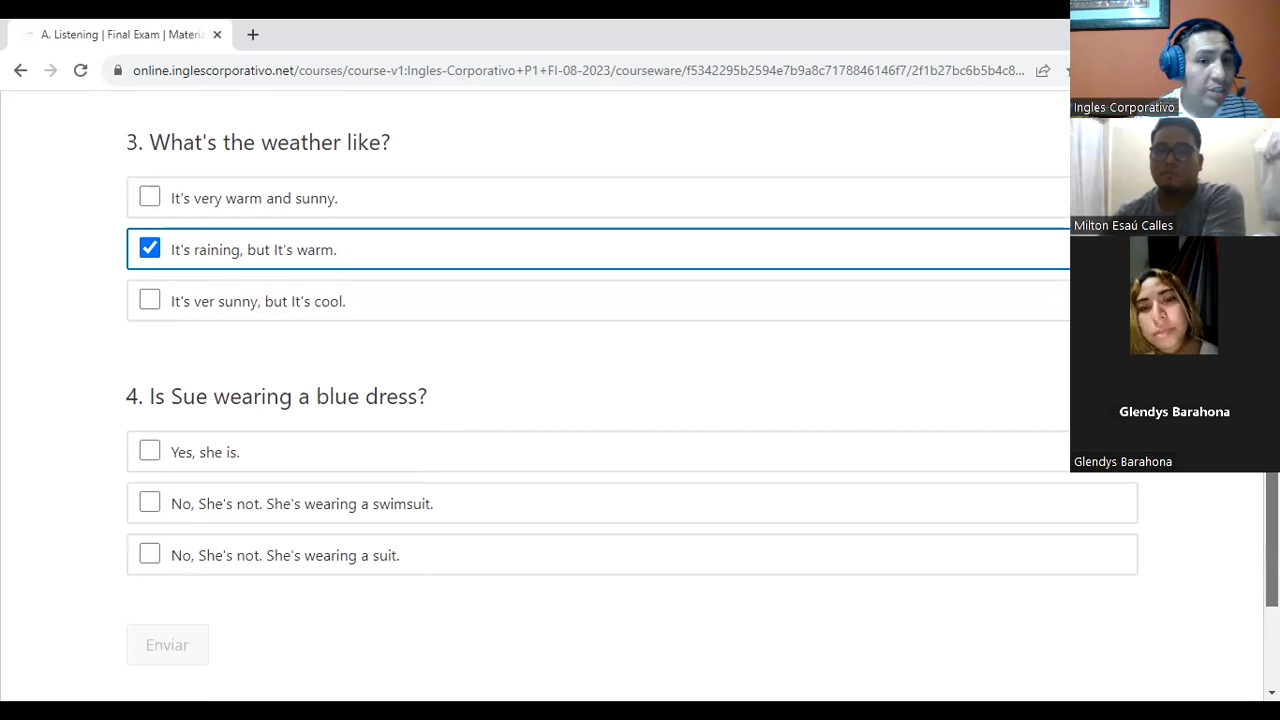 A. Listening | Final Exam | Materia
online.inglescorporativo.net/courses/course-v1:Ingles-Corporativo+P1+FI-08-2023/courseware/f5342295b2594e7b9a8c7178846146f7/2f1b27bc6b5b4c8...
3. What's the weather like?
It's very warm and sunny.
It's raining, but It's warm.
It's ver sunny, but It's cool.
4. Is Sue wearing a blue dress?
Yes, she is.
No, She's not. She's wearing a swimsuit.
No, She's not. She's wearing a suit.
Enviar
Ingles Corporativo
Milton Esaú Calles
Glendys Barahona
Glendys Barahona